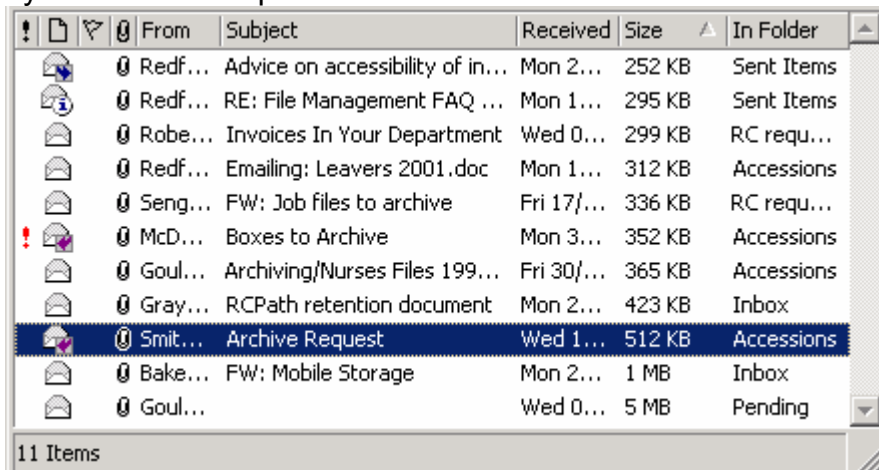 ! From Subject Received Size In Folder
Redf... Advice on accessibility of in... Mon 2... 252 KB Sent Items
Redf... RE: File Management FAQ ... Mon 1... 295 KB Sent Items
Robe... Invoices In Your Department Wed 0... 299 KB RC requ...
Redf... Emailing: Leavers 2001.doc Mon 1... 312 KB Accessions
Seng... FW: Job files to archive Fri 17/... 336 KB RC requ...
! McD... Boxes to Archive Mon 3... 352 KB Accessions
Goul... Archiving/Nurses Files 199... Fri 30/... 365 KB Accessions
Gray... RCPath retention document Mon 2... 423 KB Inbox
Smit... Archive Request Wed 1... 512 KB Accessions
Bake... FW: Mobile Storage Mon 2... 1 MB Inbox
Goul... Wed 0... 5 MB Pending
11 Items